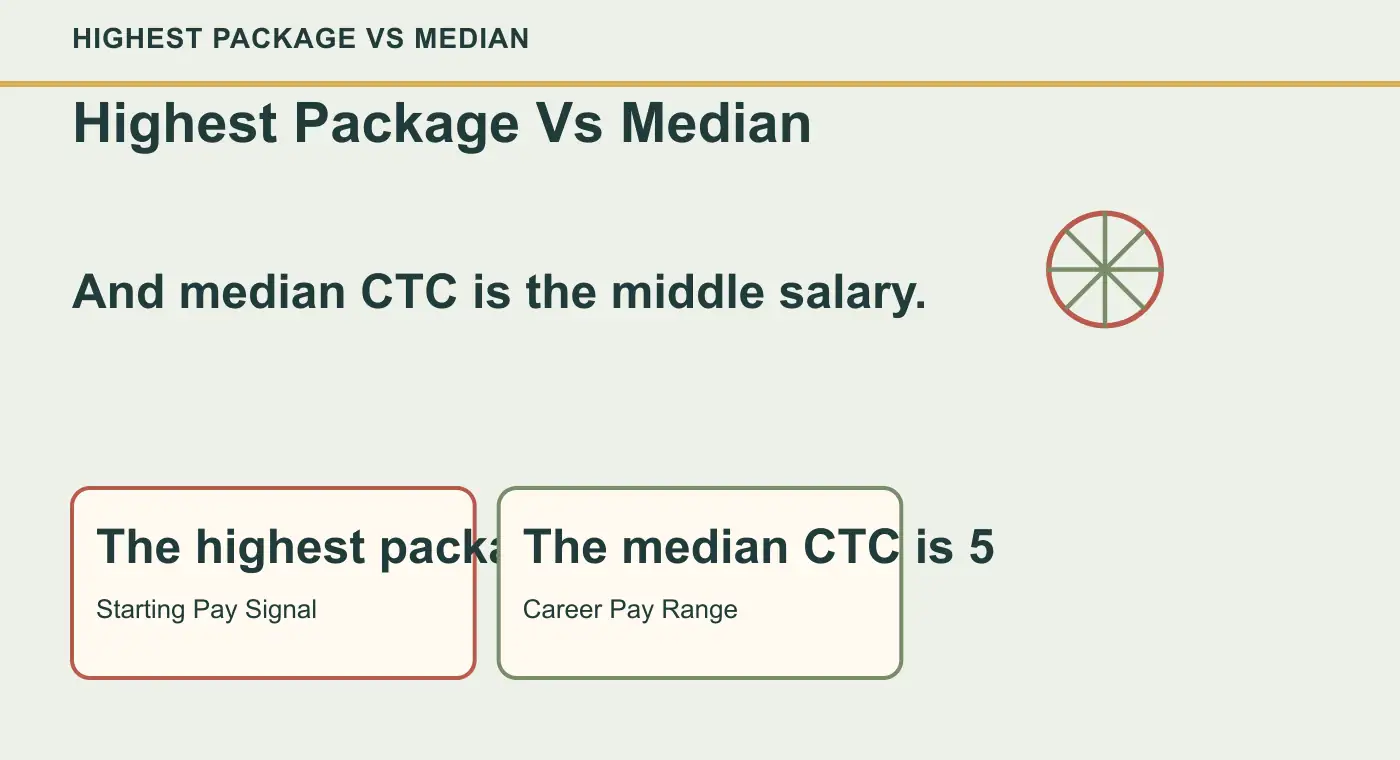 HIGHEST PACKAGE VS MEDIAN
Highest Package Vs Median
And median CTC is the middle salary.
The highest
The median CTC is 5
Starting Pay Signal
Career Pay Range